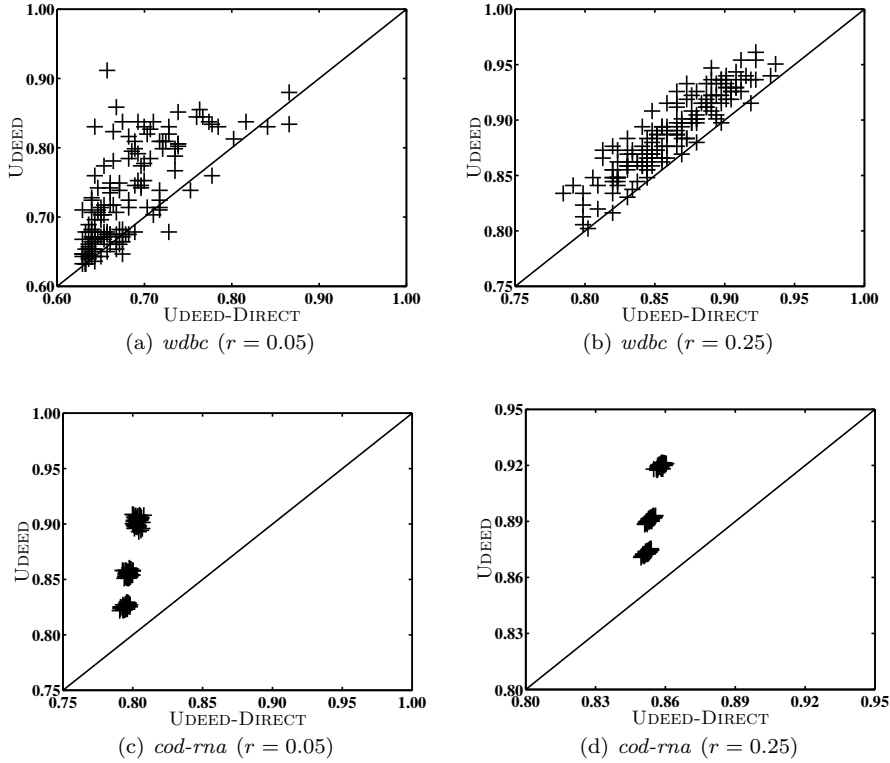 1.00
0.90
0.80
0.70
0.60
UDEED
0.60 0.70 0.80 0.90 1.00
UDEED-DIRECT
(a) wdbc (r = 0.05)
1.00
0.95
0.90
0.85
0.80
0.75
UDEED
0.75 0.80 0.85 0.90 0.95 1.00
UDEED-DIRECT
(b) wdbc (r = 0.25)
1.00
0.95
0.90
0.85
0.80
0.75
UDEED
0.75 0.80 0.85 0.90 0.95 1.00
UDEED-DIRECT
(c) cod-rna (r = 0.05)
0.95
0.92
0.89
0.86
0.83
0.80
UDEED
0.80 0.83 0.86 0.89 0.92 0.95
UDEED-DIRECT
(d) cod-rna (r = 0.25)